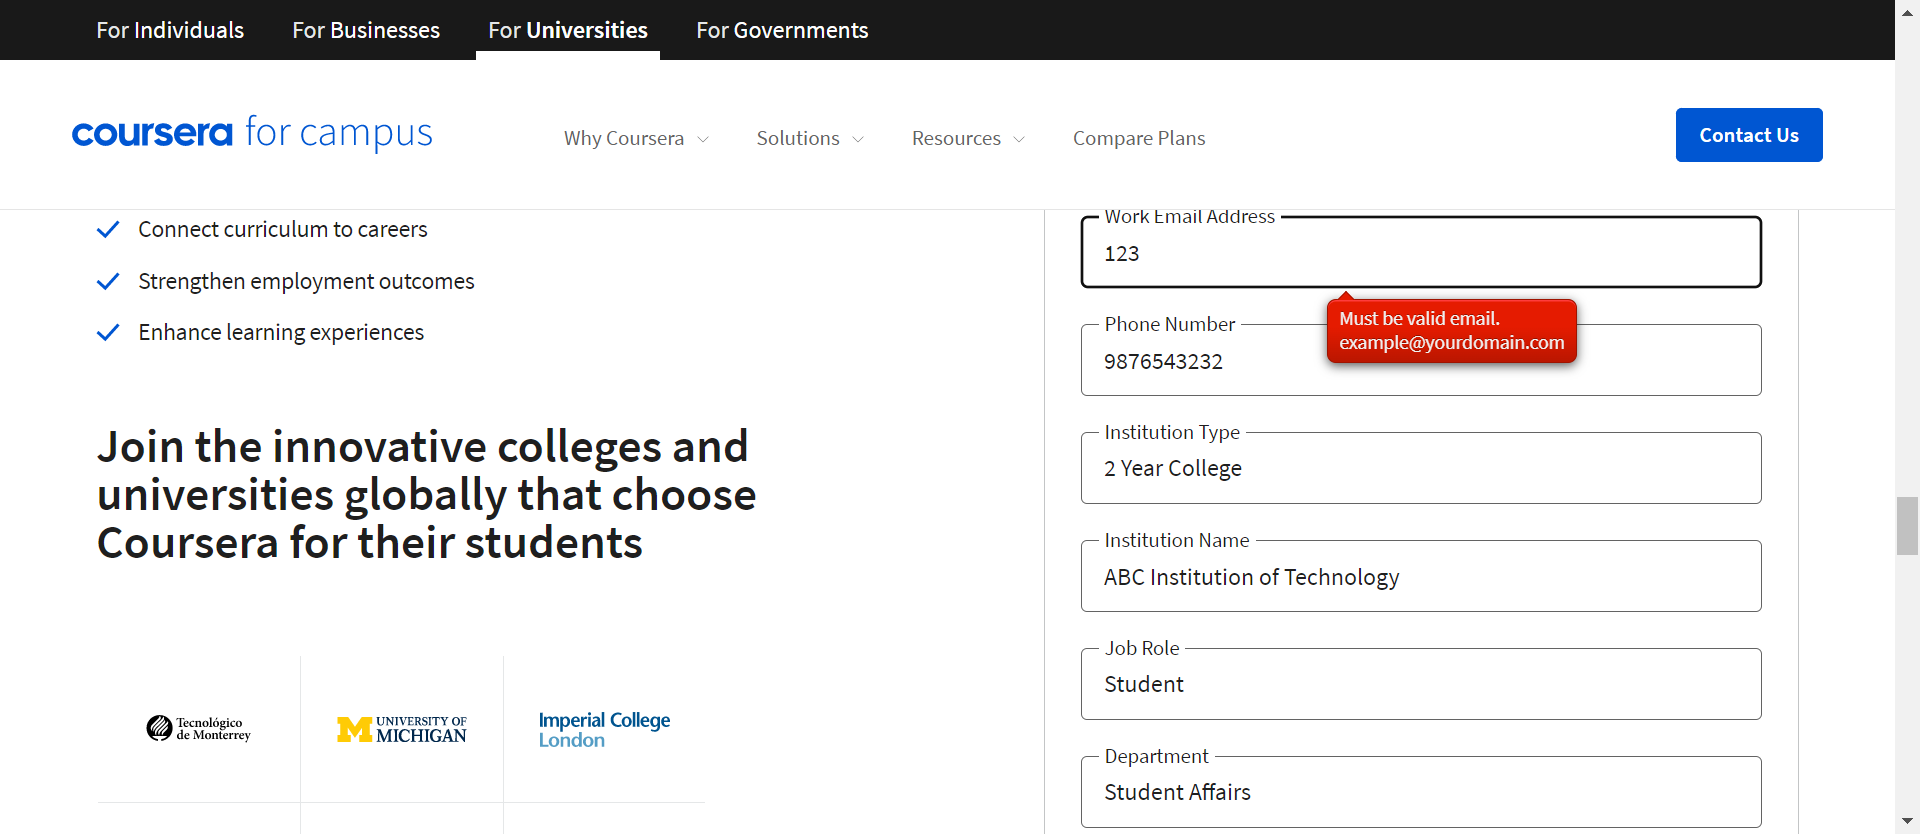 For Individuals
For Businesses
For Universities
For Governments
coursera for campus
Why Coursera
Solutions
Resources
Compare Plans
Contact Us
Connect curriculum to careers
Strengthen employment outcomes
Enhance learning experiences
Join the innovative colleges and
universities globally that choose
Coursera for their students
Tecnológico
de Monterrey
M UNIVERSITY OF
MICHIGAN
Imperial College
London
Work Email Address
123
Must be valid email.
example@yourdomain.com
Phone Number
9876543232
Institution Type
2 Year College
Institution Name
ABC Institution of Technology
Job Role
Student
Department
Student Affairs